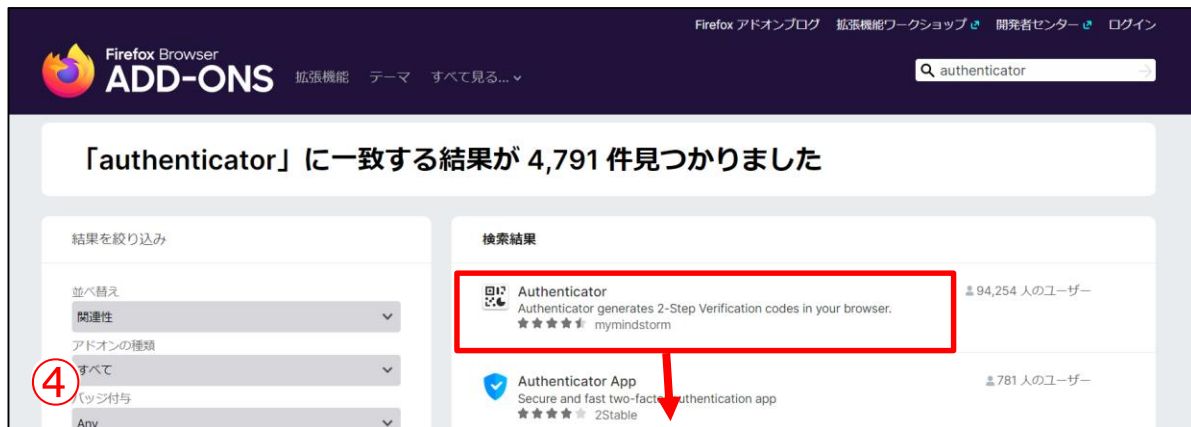 Firefox アドオンブログ 拡張機能ワークショップ 開発者センター ログイン
Firefox Browser
ADD-ONS 拡張機能 テーマ すべて見る...
authenticator
「authenticator」に一致する結果が 4,791 件見つかりました
結果を絞り込み
並べ替え
関連性
アドオンの種類
すべて
④
バッジ付与
Any
検索結果
Authenticator 94,254 人のユーザー
Authenticator generates 2-Step Verification codes in your browser.
mymindstorm
Authenticator App 781 人のユーザー
Secure and fast two-factor authentication app
2Stable